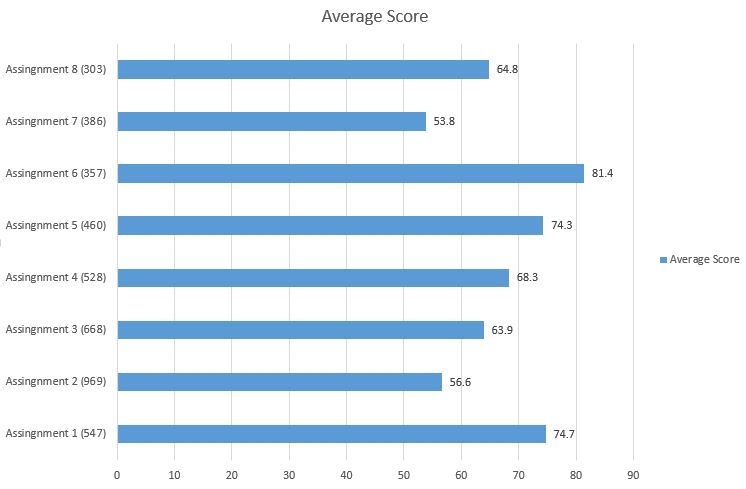 Average Score
Assingnment 8 (303)
64.8
Assingnment 7 (386)
53.8
Assingnment 6 (357)
81.4
Assingnment 5 (460)
74.3
Assingnment 4 (528)
68.3
Assingnment 3 (668)
63.9
Assingnment 2 (969)
56.6
Assingnment 1 (547)
74.7
Average Score
0 10 20 30 40 50 60 70 80 90